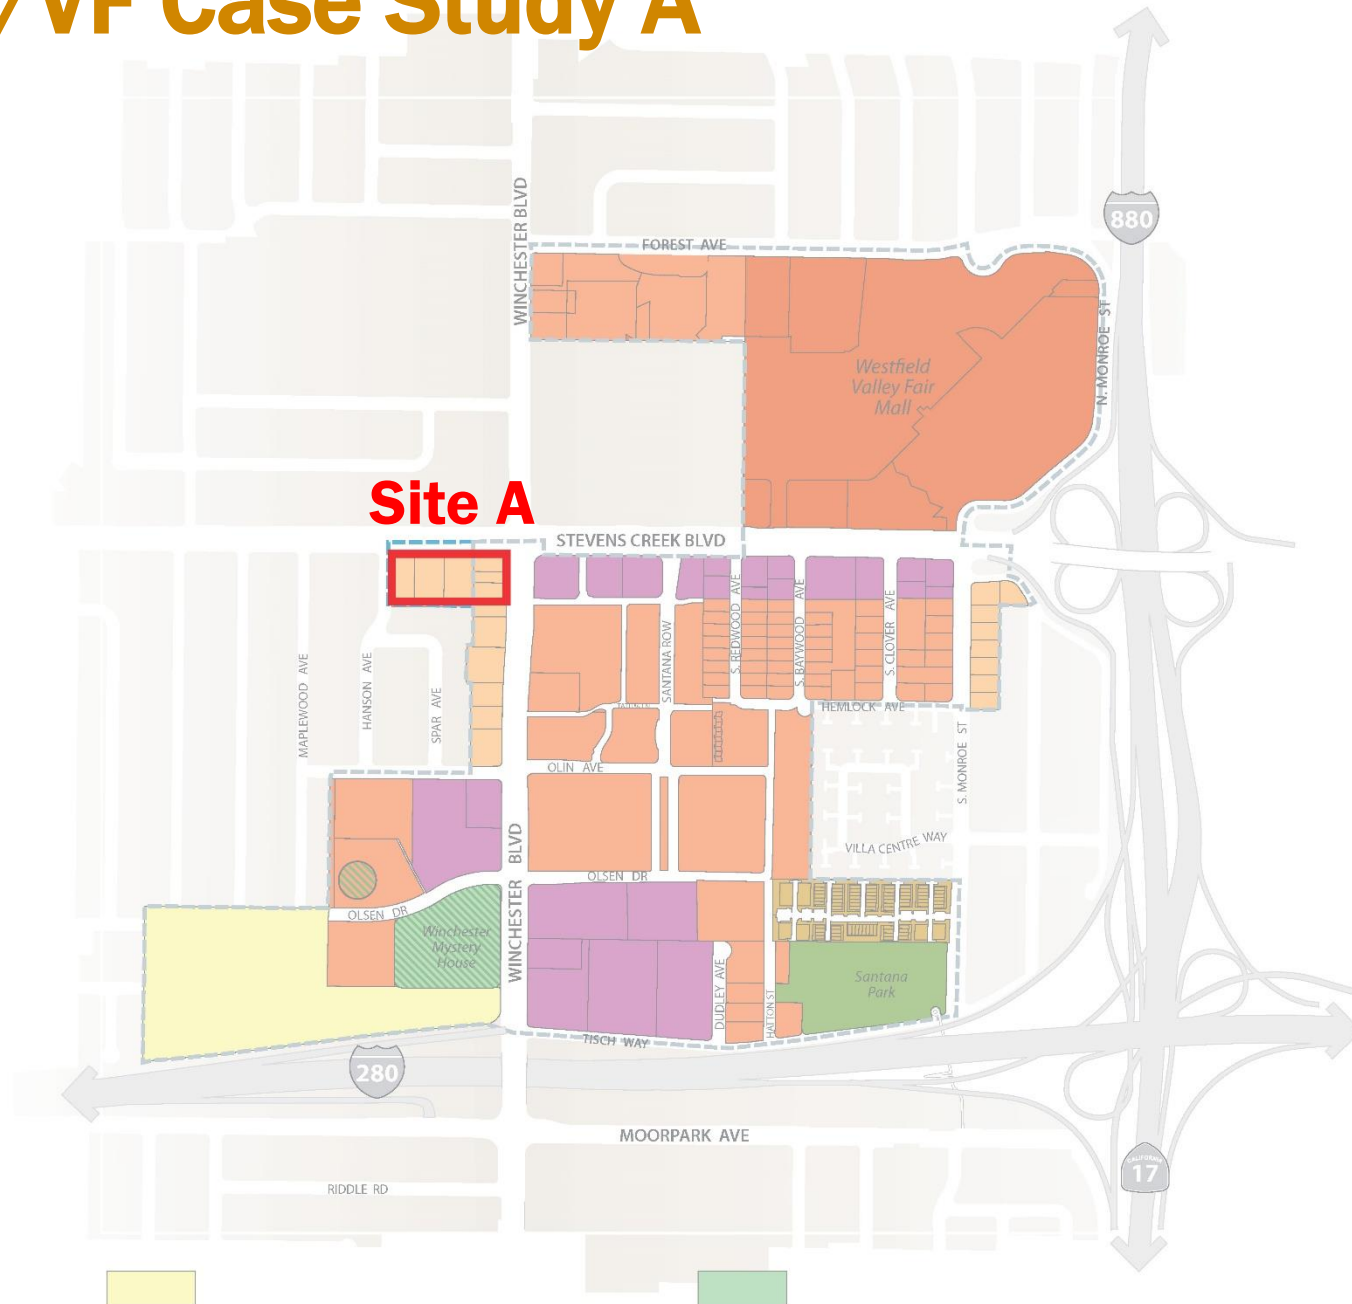 /VF Case Study A
880
WINCHESTER BLVD
FOREST AVE
N. MONROE ST
Westfield
Valley Fair
Mall
Site A
STEVENS CREEK BLVD
S. REDWOOD AVE
S. BAYWOOD AVE
S. CLOVER AVE
SANTANA ROW
MAPLEWOOD AVE
HANSON AVE
SPAR AVE
HEMLOCK AVE
S. MONROE ST
OLIN AVE
VILLA CENTRE WAY
WINCHESTER BLVD
OLSEN DR
OLSEN DR
Winchester
Mystery
House
Santana
Park
DUDLEY AVE
HATTON ST
TISCH WAY
280
MOORPARK AVE
CALIFORNIA
17
RIDDLE RD